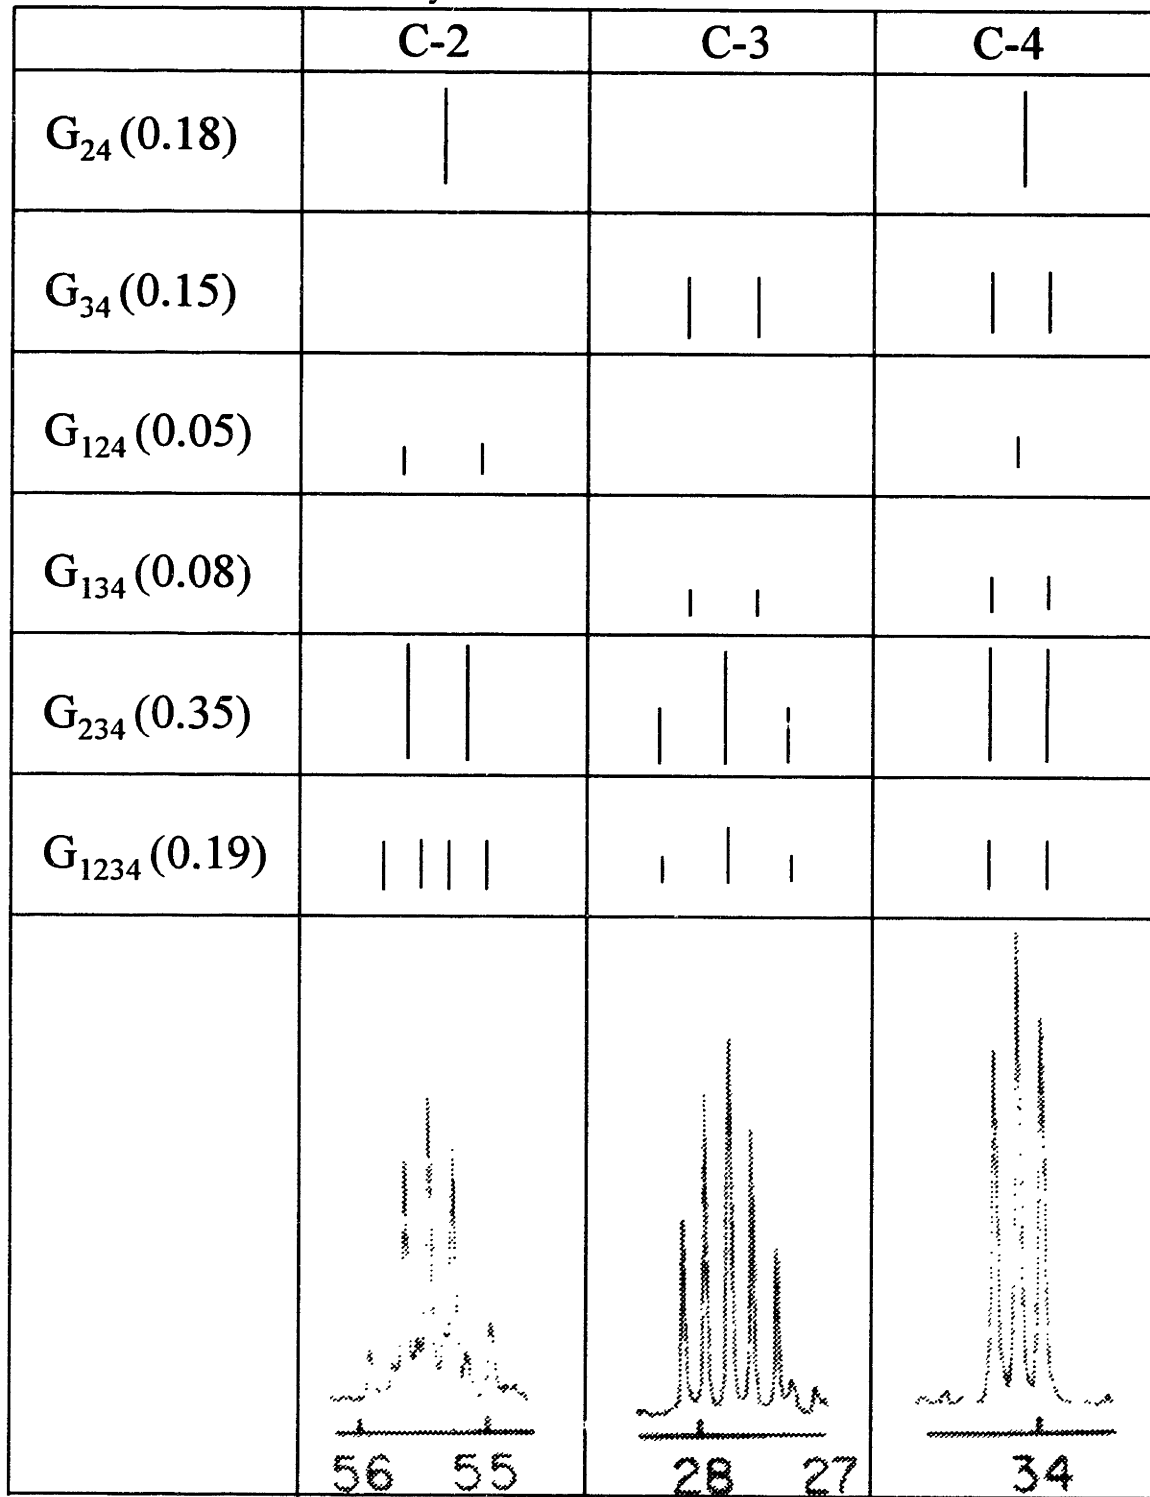 C-2 C-3 C-4
G₂₄ (0.18)
G₃₄ (0.15)
G₁₂₄ (0.05)
G₁₃₄ (0.08)
G₂₃₄ (0.35)
G₁₂₃₄ (0.19)
56 55 28 27 34